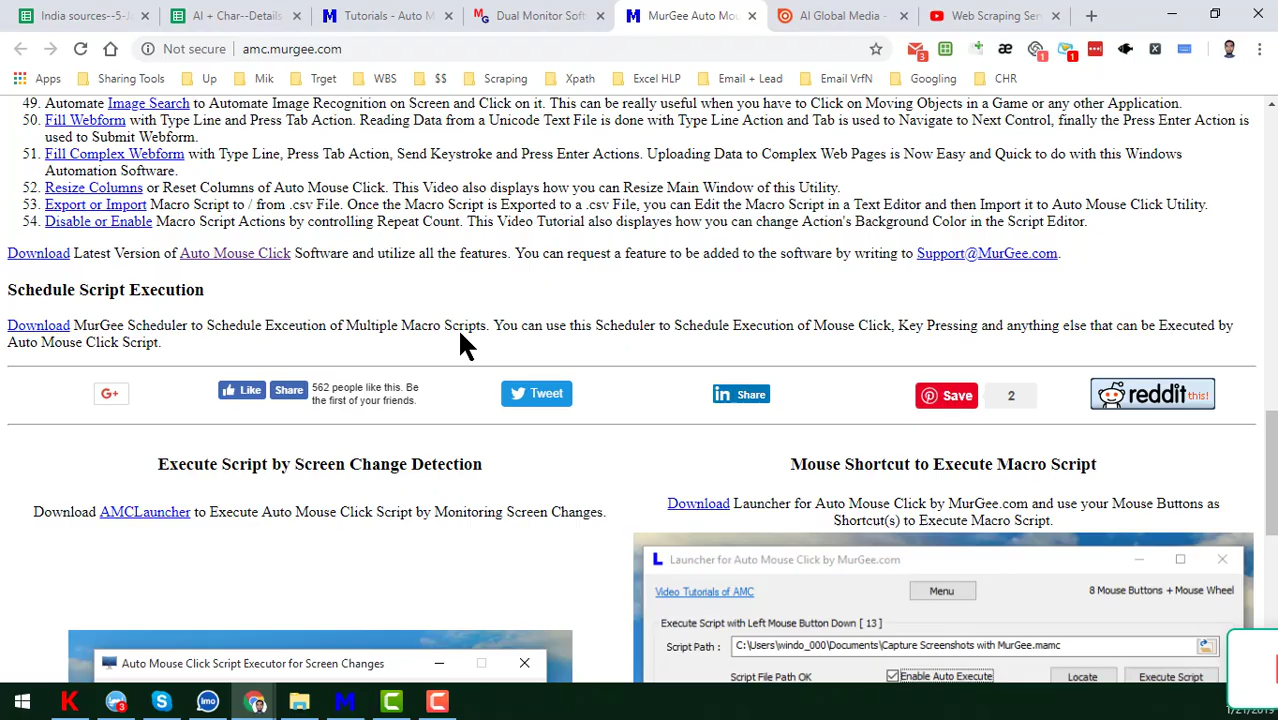 India sources--5-J
AI + Char--Details
Tutorials - Auto M
Dual Monitor Soft
MurGee Auto Mou
AI Global Media -
Web Scraping Ser
Not secure
amc.murgee.com
3
1
1
Apps
Sharing Tools
Up
Mik
Trget
WBS
$$
Scraping
Xpath
Excel HLP
Email + Lead
Email VrfN
Googling
CHR
49. Automate Image Search to Automate Image Recognition on Screen and Click on it. This can be really useful when you have to Click on Moving Objects in a Game or any other Application.
50. Fill Webform with Type Line and Press Tab Action. Reading Data from a Unicode Text File is done with Type Line Action and Tab is used to Navigate to Next Control, finally the Press Enter Action is
used to Submit Webform.
51. Fill Complex Webform with Type Line, Press Tab Action, Send Keystroke and Press Enter Actions. Uploading Data to Complex Web Pages is Now Easy and Quick to do with this Windows
Automation Software.
52. Resize Columns or Reset Columns of Auto Mouse Click. This Video also displays how you can Resize Main Window of this Utility.
53. Export or Import Macro Script to / from .csv File. Once the Macro Script is Exported to a .csv File, you can Edit the Macro Script in a Text Editor and then Import it to Auto Mouse Click Utility.
54. Disable or Enable Macro Script Actions by controlling Repeat Count. This Video Tutorial also displays how you can change Action's Background Color in the Script Editor.
Download Latest Version of Auto Mouse Click Software and utilize all the features. You can request a feature to be added to the software by writing to Support@MurGee.com.
Schedule Script Execution
Download MurGee Scheduler to Schedule Exceution of Multiple Macro Scripts. You can use this Scheduler to Schedule Execution of Mouse Click, Key Pressing and anything else that can be Executed by
Auto Mouse Click Script.
G+
Like
Share
562 people like this. Be
the first of your friends.
Tweet
in Share
Save
2
reddit this!
Execute Script by Screen Change Detection
Mouse Shortcut to Execute Macro Script
Download AMCLauncher to Execute Auto Mouse Click Script by Monitoring Screen Changes.
Download Launcher for Auto Mouse Click by MurGee.com and use your Mouse Buttons as
Shortcut(s) to Execute Macro Script.
Launcher for Auto Mouse Click by MurGee.com
Video Tutorials of AMC
Menu
8 Mouse Buttons + Mouse Wheel
Execute Script with Left Mouse Button Down [ 13 ]
Script Path :
C:\Users\windo_000\Documents\Capture Screenshots with MurGee.mamc
Script File Path OK
Enable Auto Execute
Locate
Execute Script
Auto Mouse Click Script Executor for Screen Changes
K
3
imo
M
C
C
1/21/2019